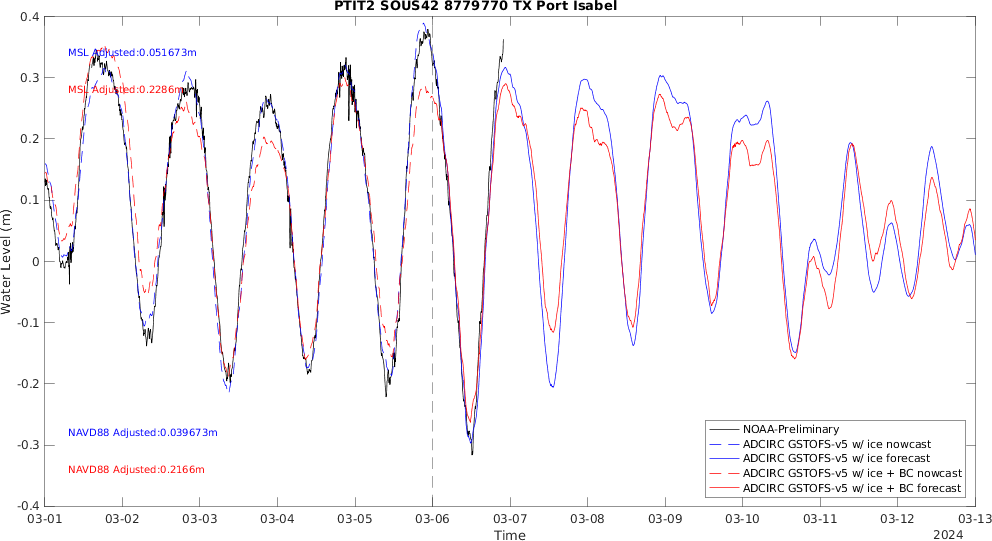 PTIT2 SOUS42 8779770 TX Port Isabel
0.4
0.3
0.2
0.1
0
-0.1
-0.2
-0.3
-0.4
Water Level (m)
MSL Adjusted:0.051673m
MSL Adjusted:0.2286m
NAVD88 Adjusted:0.039673m
NAVD88 Adjusted:0.2166m
NOAA-Preliminary
ADCIRC GSTOFS-v5 w/ ice nowcast
ADCIRC GSTOFS-v5 w/ ice forecast
ADCIRC GSTOFS-v5 w/ ice + BC nowcast
ADCIRC GSTOFS-v5 w/ ice + BC forecast
03-01 03-02 03-03 03-04 03-05 03-06 03-07 03-08 03-09 03-10 03-11 03-12 03-13
Time
2024